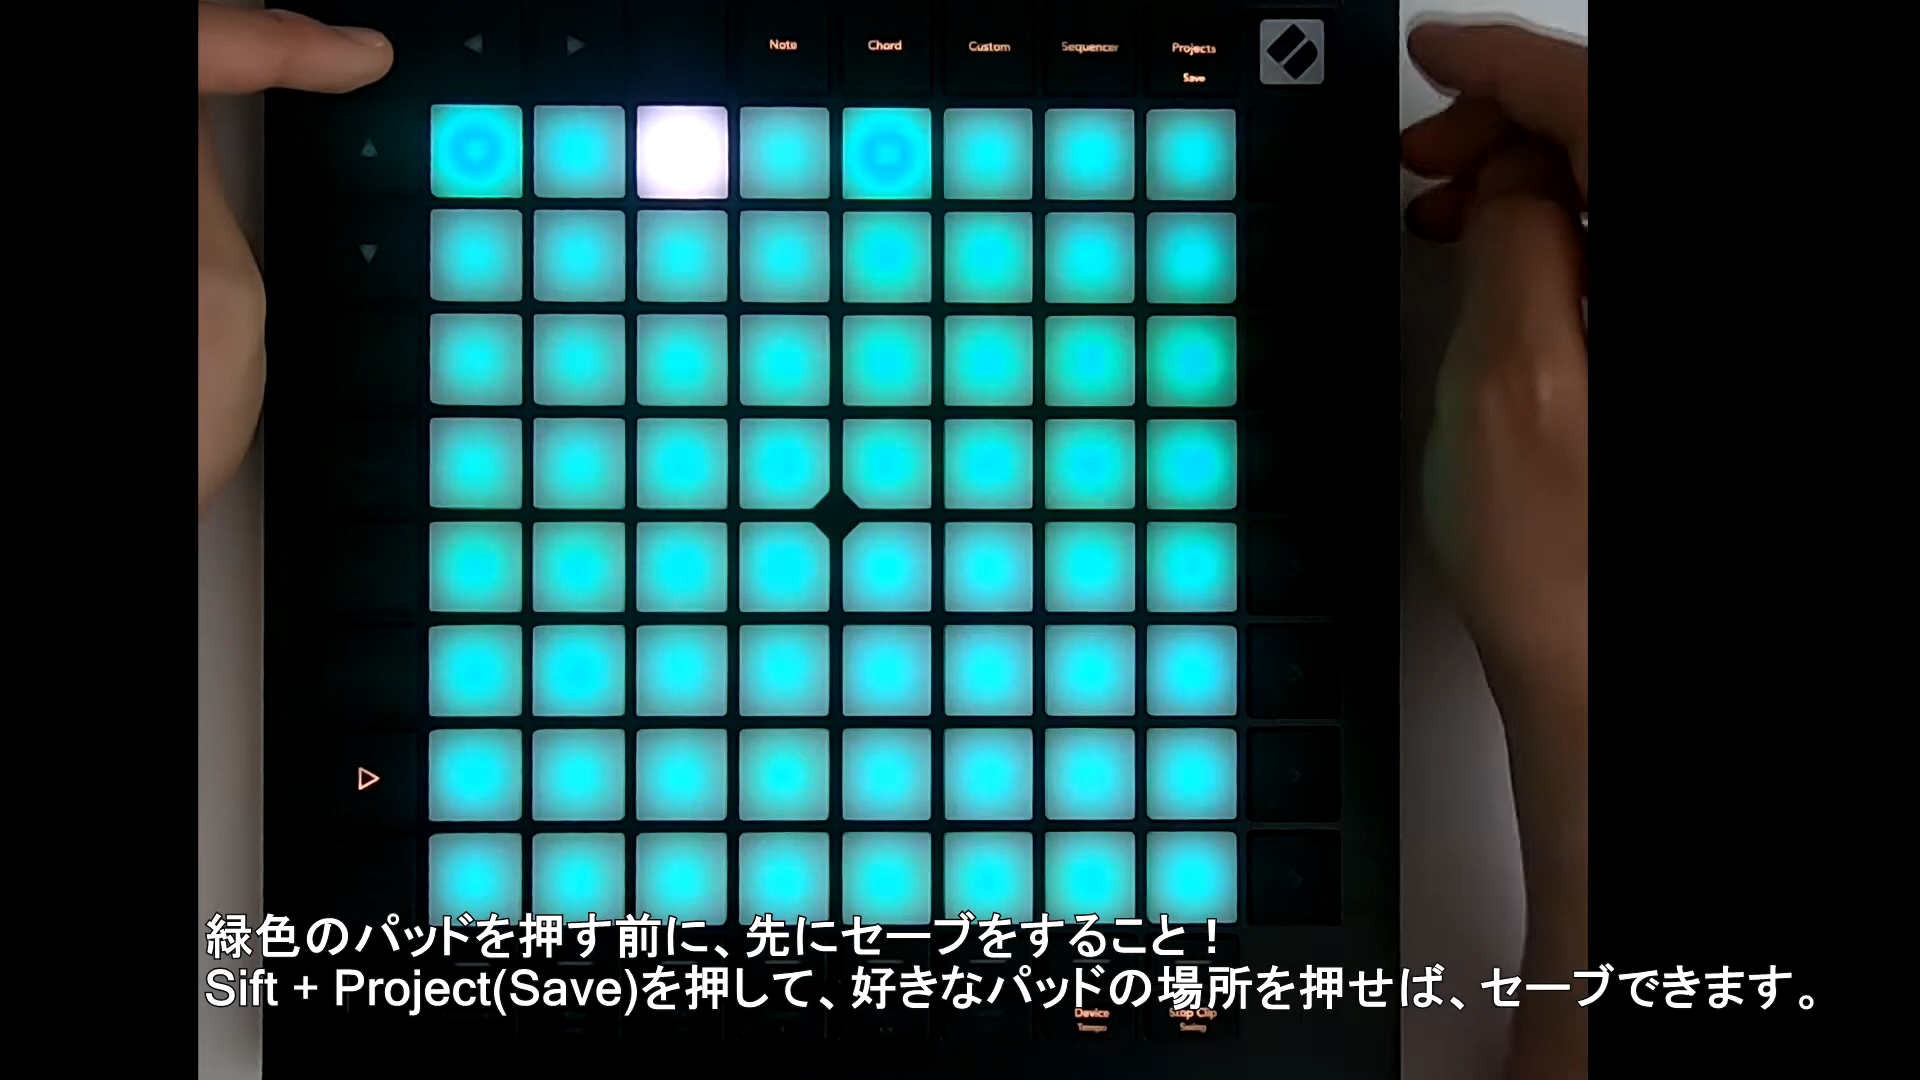 Note Chord Custom Sequencer Projects
Save
緑色のパッドを押す前に、先にセーブをすること！
Sift + Project(Save)を押して、好きなパッドの場所を押せば、セーブできます。
Device Stop Clip
Tempo Swing